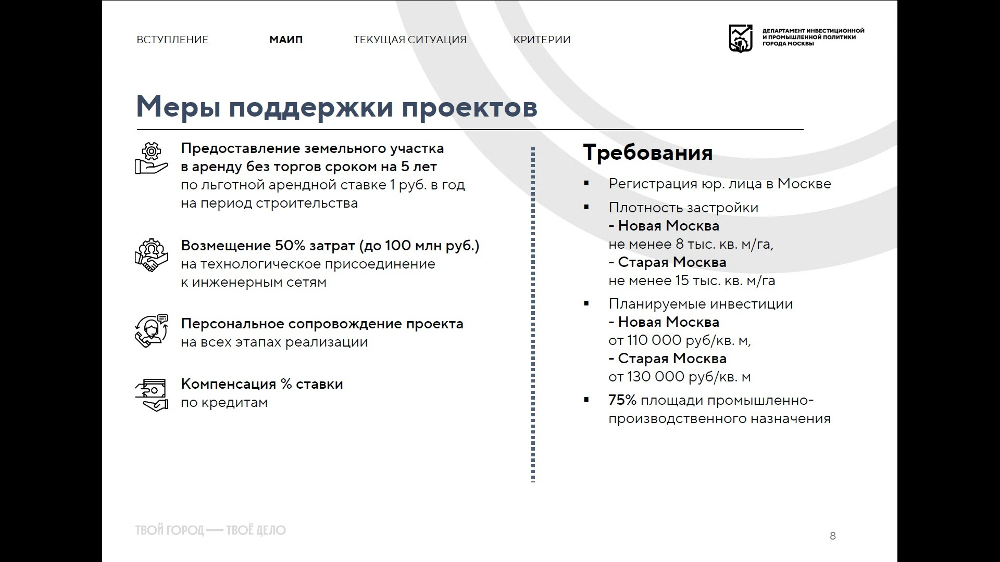 ВСТУПЛЕНИЕ
МАИП
ТЕКУЩАЯ СИТУАЦИЯ
КРИТЕРИИ
ДЕПАРТАМЕНТ ИНВЕСТИЦИОННОЙ
И ПРОМЫШЛЕННОЙ ПОЛИТИКИ
ГОРОДА МОСКВЫ
Меры поддержки проектов
Предоставление земельного участка
в аренду без торгов сроком на 5 лет
по льготной арендной ставке 1 руб. в год
на период строительства
Возмещение 50% затрат (до 100 млн руб.)
на технологическое присоединение
к инженерным сетям
Персональное сопровождение проекта
на всех этапах реализации
Компенсация % ставки
по кредитам
Требования
▪ Регистрация юр. лица в Москве
▪ Плотность застройки
- Новая Москва
не менее 8 тыс. кв. м/га,
- Старая Москва
не менее 15 тыс. кв. м/га
▪ Планируемые инвестиции
- Новая Москва
от 110 000 руб/кв. м,
- Старая Москва
от 130 000 руб/кв. м
▪ 75% площади промышленно-
производственного назначения
ТВОЙ ГОРОД — ТВОЁ ДЕЛО
8